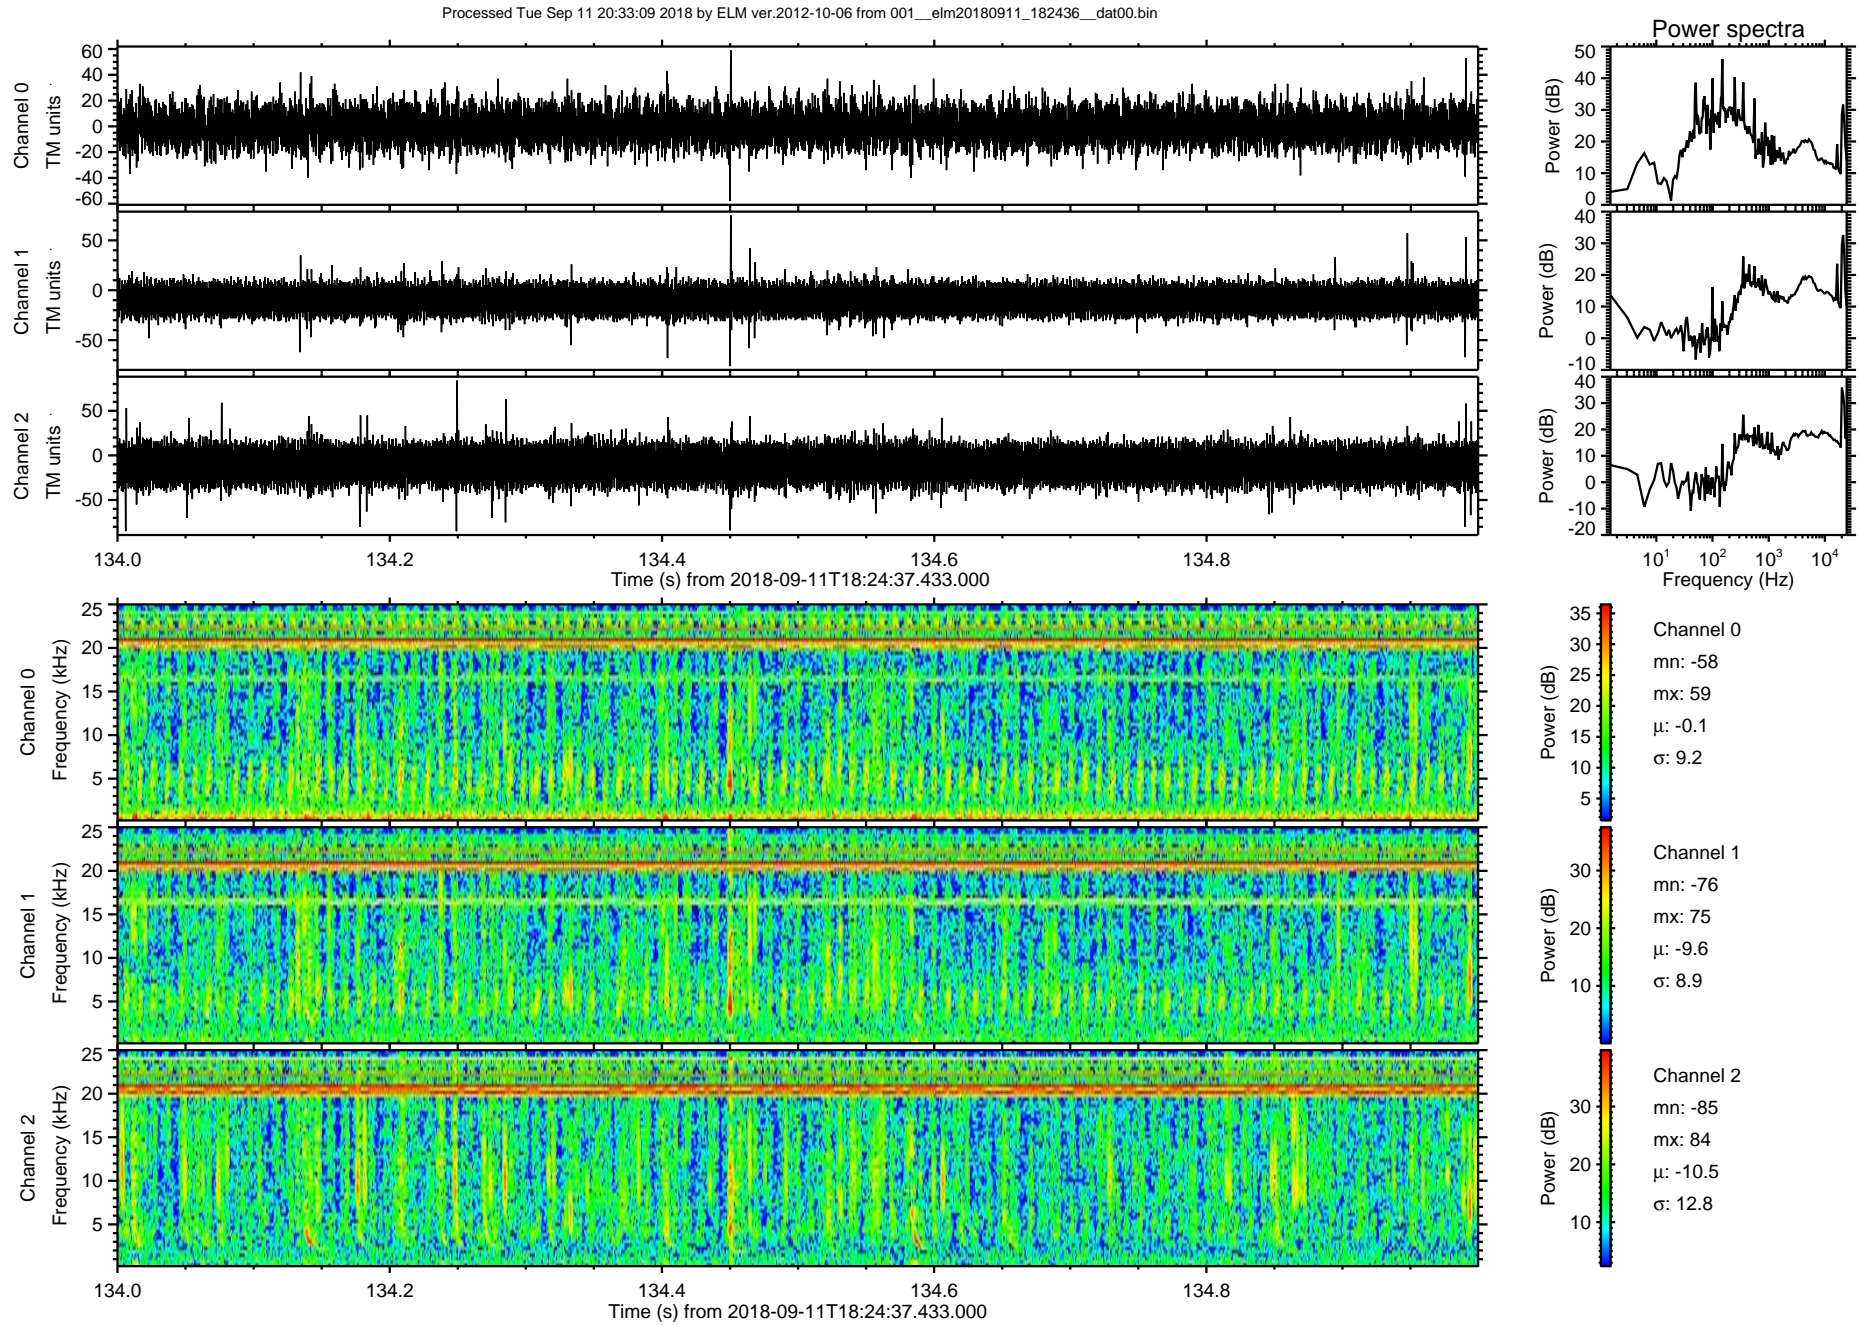 Processed Tue Sep 11 20:33:09 2018 by ELM ver.2012-10-06 from 001__elm20180911_182436__dat00.bin
Power spectra
Channel 0
TM units
60
40
20
0
-20
-40
-60
Power (dB)
50
40
30
20
10
0
Channel 1
TM units
50
0
-50
Power (dB)
40
30
20
10
0
-10
Channel 2
TM units
50
0
-50
Power (dB)
40
30
20
10
0
-10
-20
134.0 134.2 134.4 134.6 134.8
Time (s) from 2018-09-11T18:24:37.433.000
10¹ 10² 10³ 10⁴
Frequency (Hz)
Channel 0
Frequency (kHz)
25
20
15
10
5
Power (dB)
35
30
25
20
15
10
5
Channel 0
mn: -58
mx: 59
μ: -0.1
σ: 9.2
Channel 1
Frequency (kHz)
25
20
15
10
5
Power (dB)
30
20
10
Channel 1
mn: -76
mx: 75
μ: -9.6
σ: 8.9
Channel 2
Frequency (kHz)
25
20
15
10
5
Power (dB)
30
20
10
Channel 2
mn: -85
mx: 84
μ: -10.5
σ: 12.8
134.0 134.2 134.4 134.6 134.8
Time (s) from 2018-09-11T18:24:37.433.000